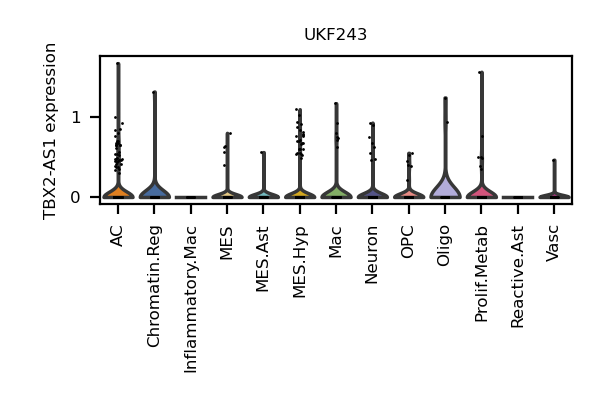 UKF243
TBX2-AS1 expression
1
0
AC
Chromatin.Reg
Inflammatory.Mac
MES
MES.Ast
MES.Hyp
Mac
Neuron
OPC
Oligo
Prolif.Metab
Reactive.Ast
Vasc